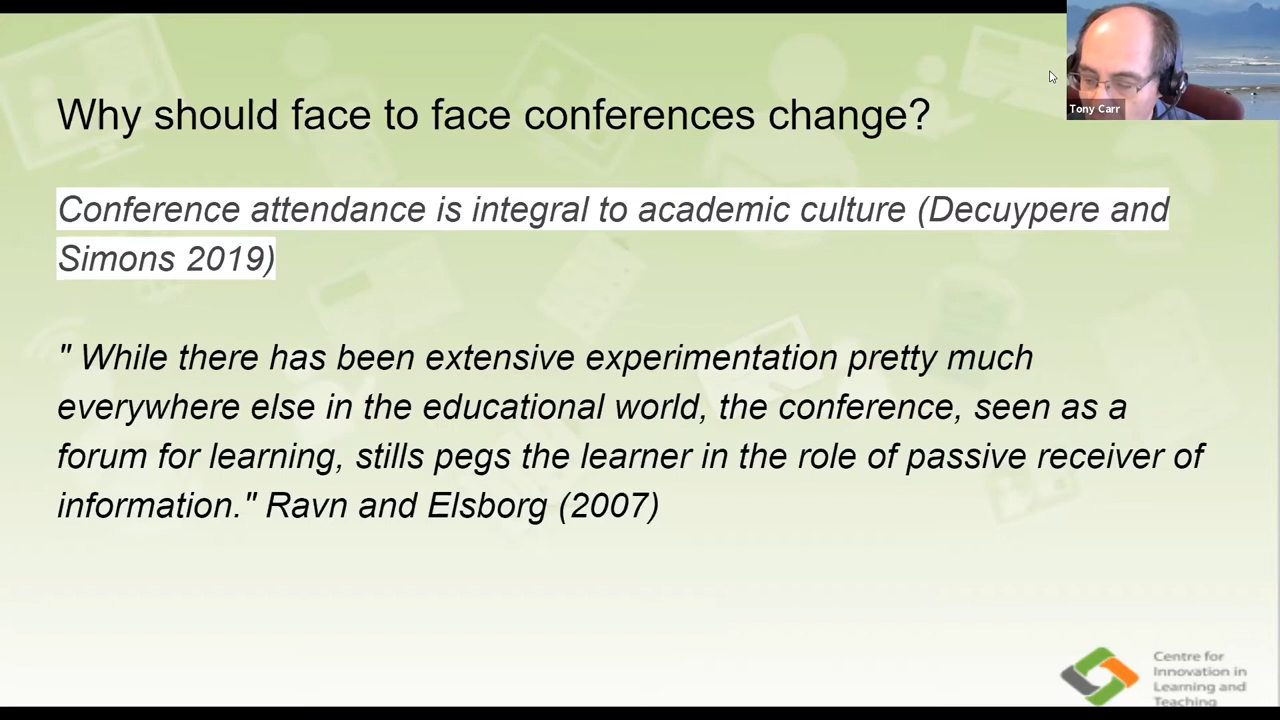 Tony Carr
Why should face to face conferences change?
Conference attendance is integral to academic culture (Decuypere and
Simons 2019)
" While there has been extensive experimentation pretty much
everywhere else in the educational world, the conference, seen as a
forum for learning, stills pegs the learner in the role of passive receiver of
information." Ravn and Elsborg (2007)
Centre for
Innovation in
Learning and
Teaching